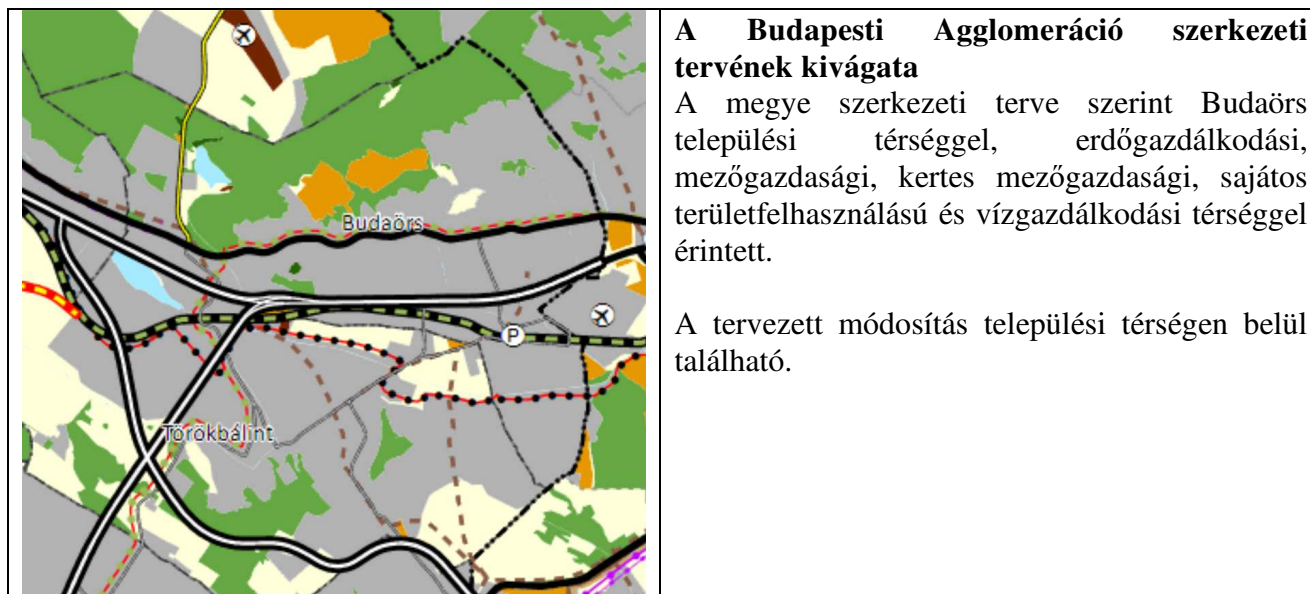 Budaörs
P
Törökbálint
A Budapesti Agglomeráció szerkezeti
tervének kivágata
A megye szerkezeti terve szerint Budaörs
települési térséggel, erdőgazdálkodási,
mezőgazdasági, kertes mezőgazdasági, sajátos
területfelhasználású és vízgazdálkodási térséggel
érintett.
A tervezett módosítás települési térségen belül
található.